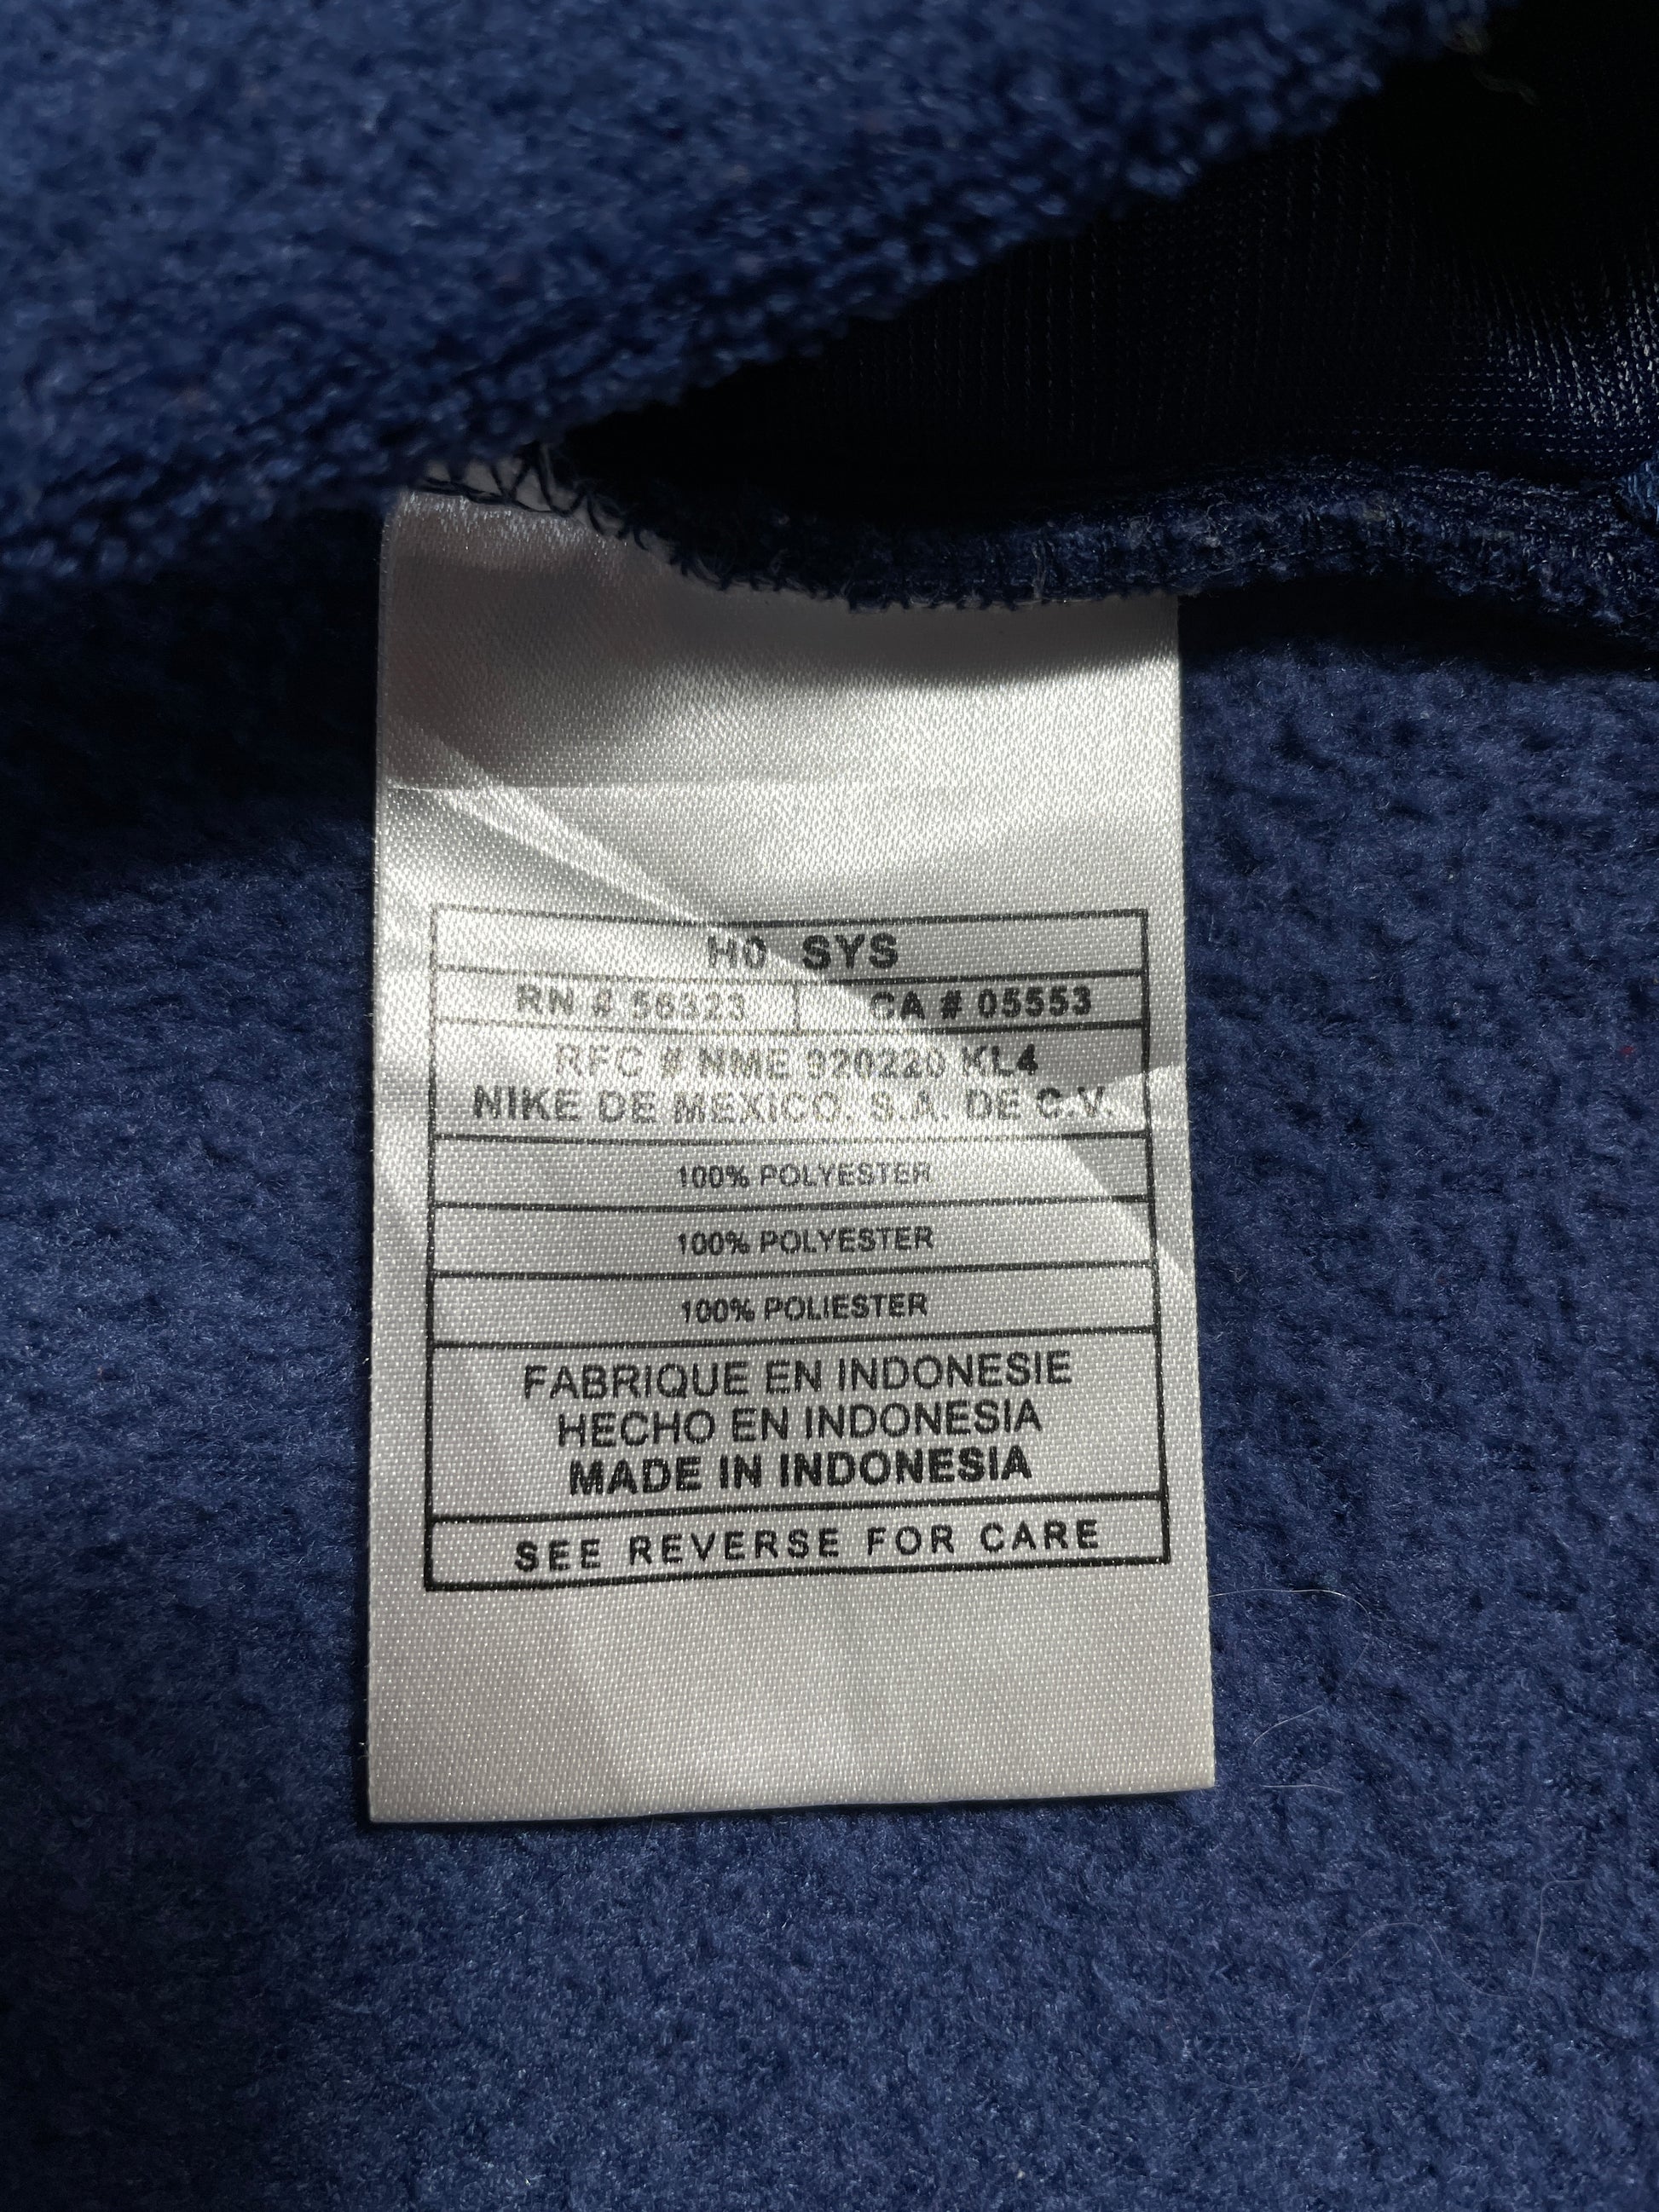 H0 SYS
RN # 56323 CA # 05553
RFC # NME 920220 KL4
NIKE DE MEXICO, S.A. DE C.V.
100% POLYESTER
100% POLYESTER
100% POLIESTER
FABRIQUE EN INDONESIE
HECHO EN INDONESIA
MADE IN INDONESIA
SEE REVERSE FOR CARE